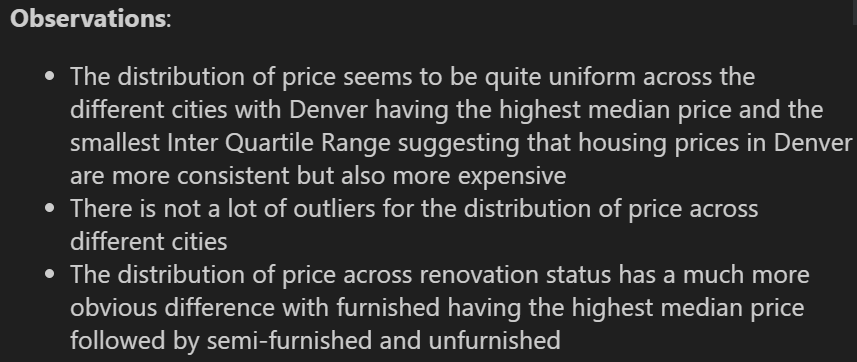 Observations:
• The distribution of price seems to be quite uniform across the
different cities with Denver having the highest median price and the
smallest Inter Quartile Range suggesting that housing prices in Denver
are more consistent but also more expensive
• There is not a lot of outliers for the distribution of price across
different cities
• The distribution of price across renovation status has a much more
obvious difference with furnished having the highest median price
followed by semi-furnished and unfurnished